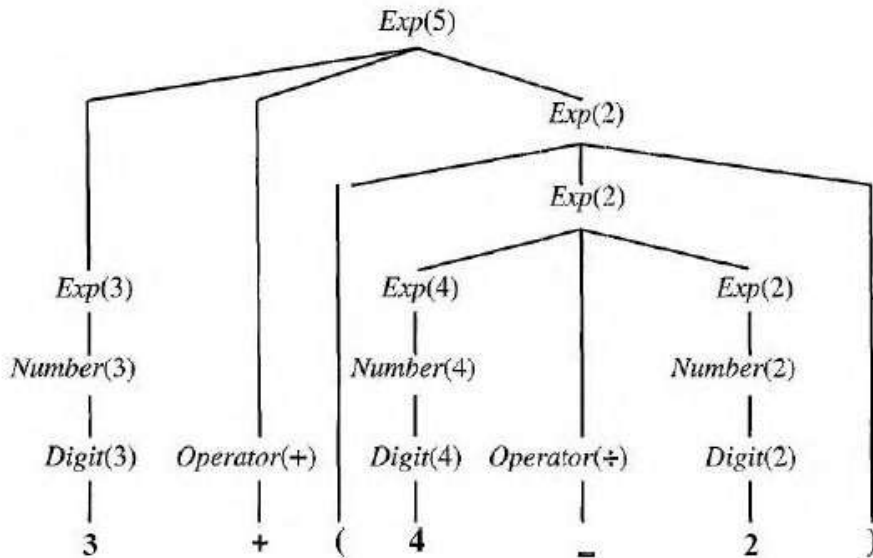 Exp(5)
Exp(2)
Exp(2)
Exp(3) Exp(4) Exp(2)
Number(3) Number(4) Number(2)
Digit(3) Operator(+) Digit(4) Operator(÷) Digit(2)
3 + ( 4 – 2 )